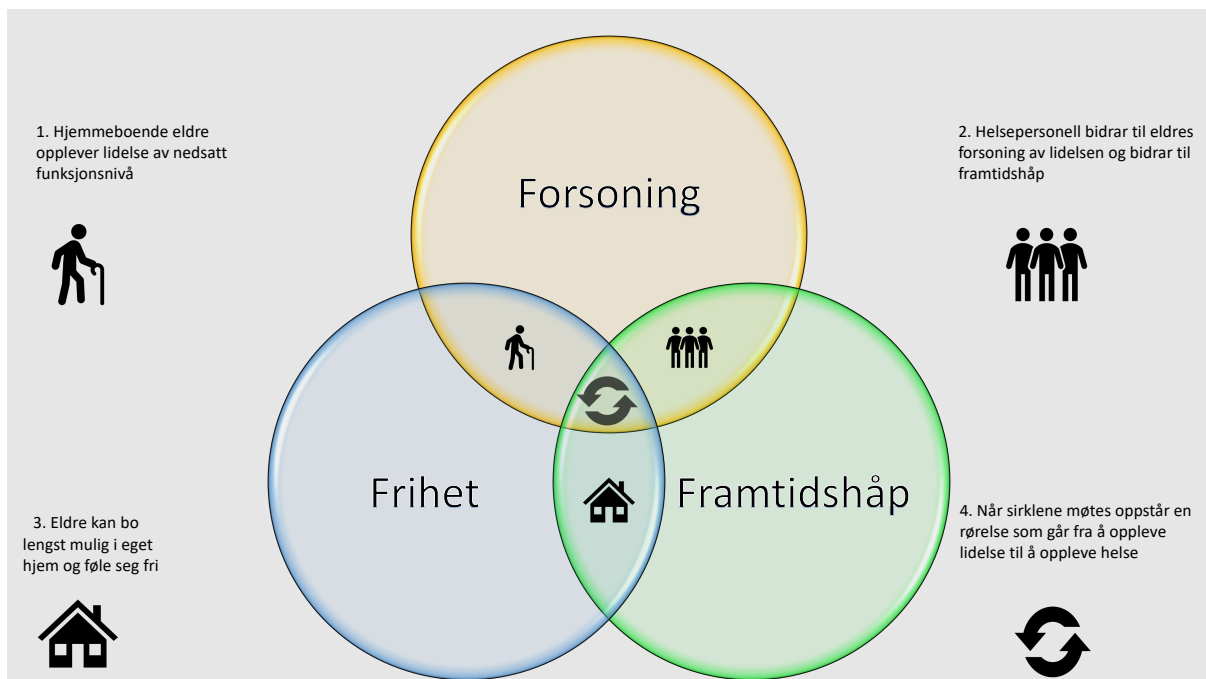 1. Hjemmeboende eldre
opplever lidelse av nedsatt
funksjonsnivå
2. Helsepersonell bidrar til eldres
forsoning av lidelsen og bidrar til
framtidshåp
Forsoning
Frihet
Framtidshåp
3. Eldre kan bo
lengst mulig i eget
hjem og føle seg fri
4. Når sirklene møtes oppstår en
rørelse som går fra å oppleve
lidelse til å oppleve helse